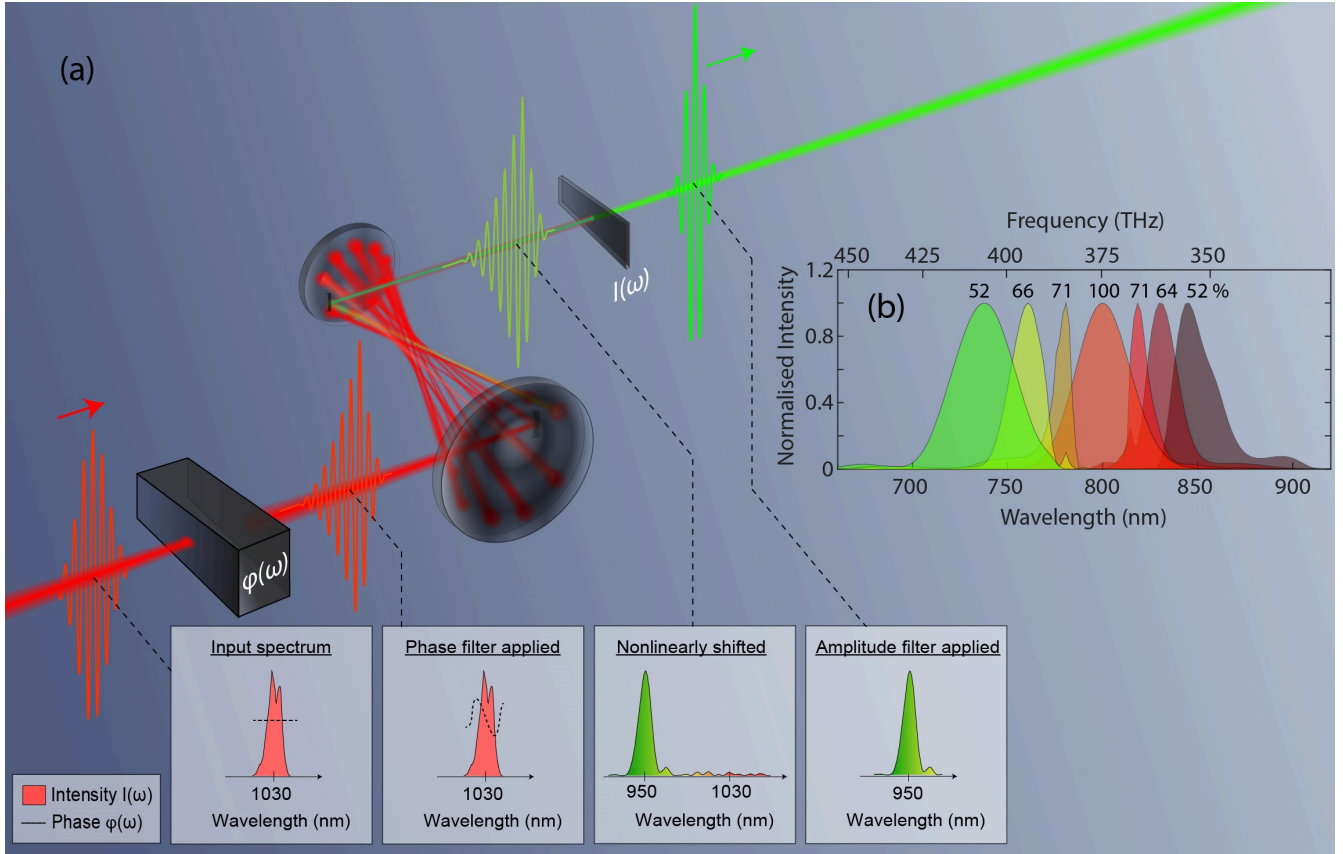 (a)
I(ω)
φ(ω)
Frequency (THz)
450 425 400 375 350
Normalised Intensity
1.2
0.8
0.4
0
52 66 71 100 71 64 52 %
(b)
700 750 800 850 900
Wavelength (nm)
Input spectrum
1030
Wavelength (nm)
Phase filter applied
1030
Wavelength (nm)
Nonlinearly shifted
950 1030
Wavelength (nm)
Amplitude filter applied
950
Wavelength (nm)
Intensity I(ω)
Phase φ(ω)